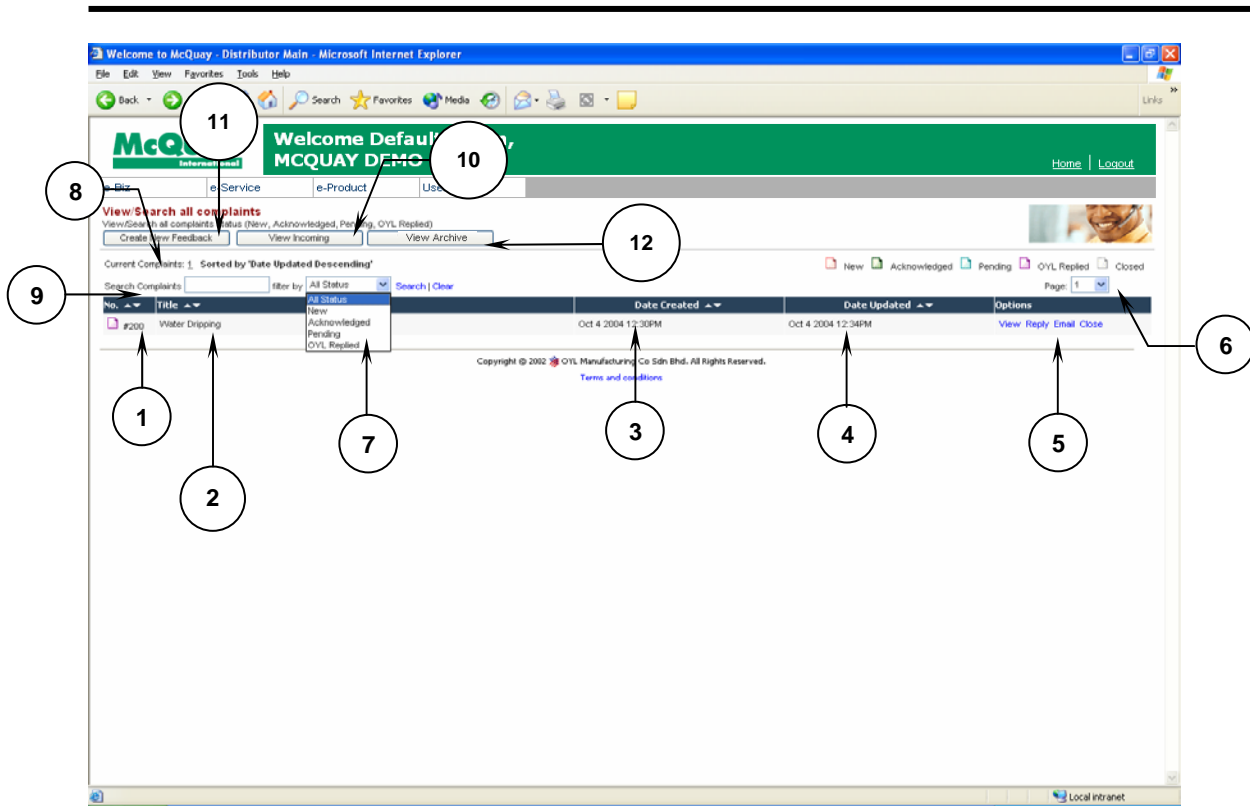 Welcome to McQuay - Distributor Main - Microsoft Internet Explorer
File Edit View Favorites Tools Help
Back Search Favorites Media Links
11
McQ
International
Welcome Defaul
MCQUAY DEMO
10
Home | Logout
8
e-Biz e-Service e-Product Use
View/Search all complaints
View/Search all complaints status (New, Acknowledged, Pending, OYL Replied)
Create New Feedback View Incoming View Archive
12
Current Complaints: 1 Sorted by 'Date Updated Descending'
New Acknowledged Pending OYL Replied Closed
9
Search Complaints filter by All Status Search | Clear
Page: 1
No. Title Date Created Date Updated Options
All Status
New
Acknowledged
Pending
OYL Replied
#200 Water Dripping Oct 4 2004 12:30PM Oct 4 2004 12:34PM View Reply Email Close
6
Copyright © 2002 OYL Manufacturing Co Sdn Bhd. All Rights Reserved.
Terms and conditions
1
7
3
4
5
2
Local intranet